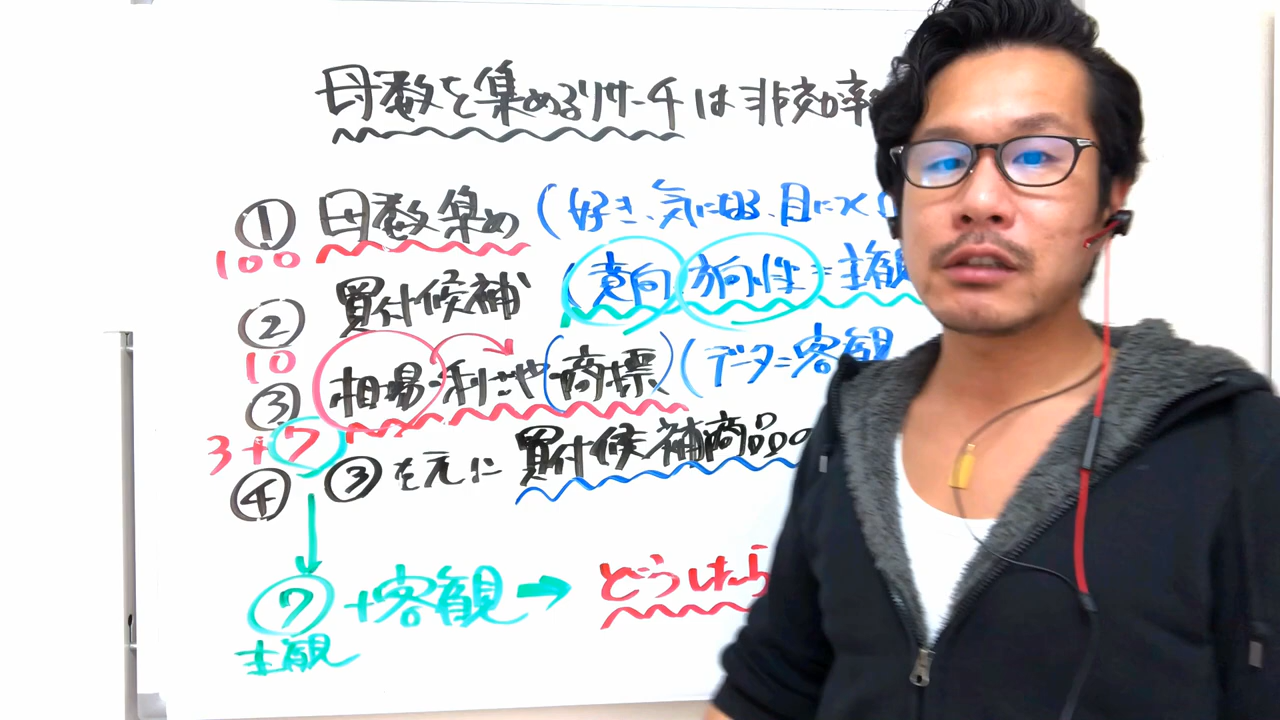 母数を集めるリサーチは非効率
① 母数集め (好き、気になる、目につく
100
② 買付候補 (意向 方向性=主観
10
③ 相場・利ざや・商標 (データ=客観
3+7
④ ③を元に買付候補商品の
7 +客観 → どうしたら
主観